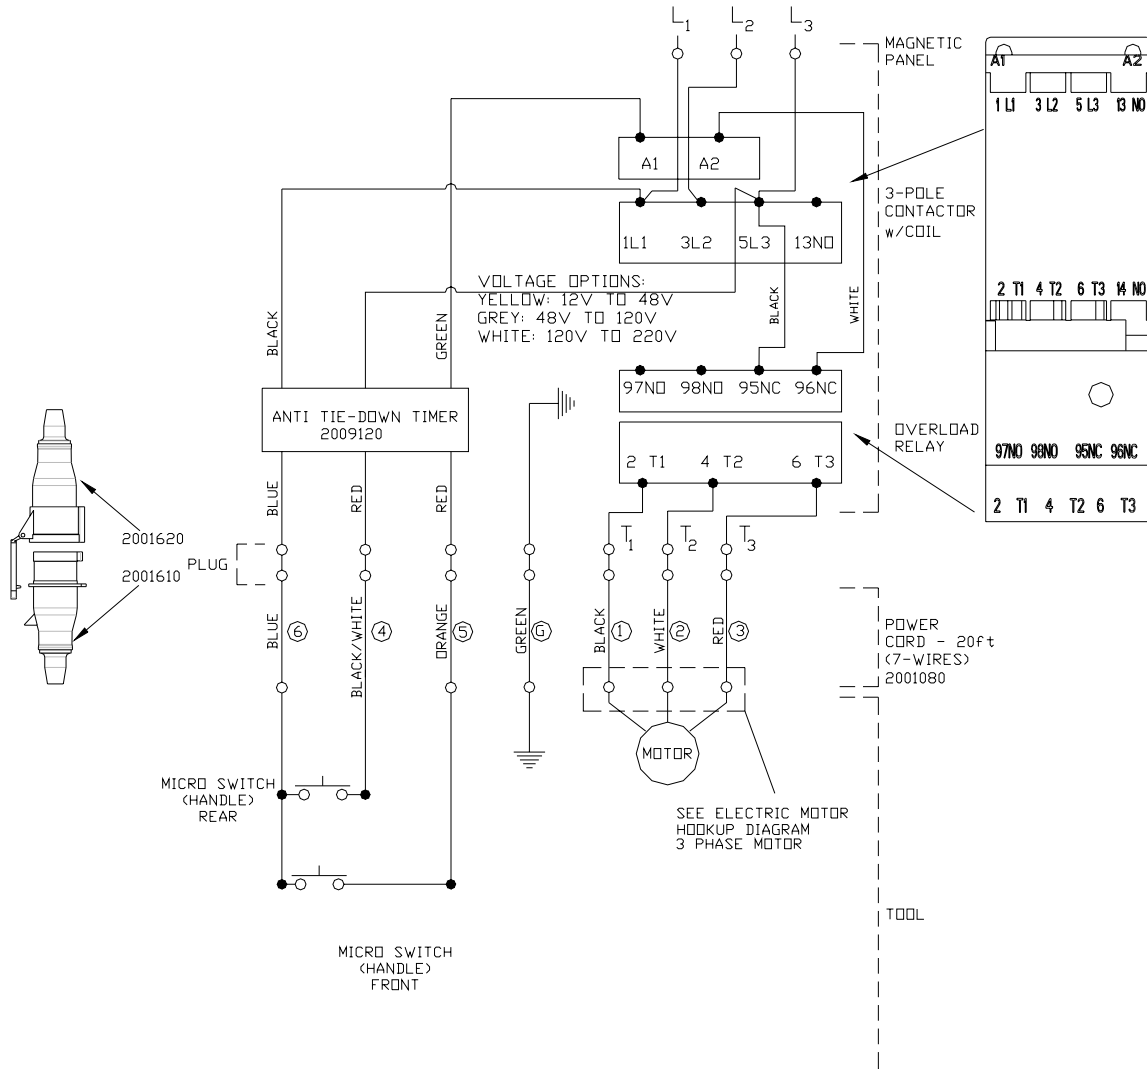 L1 L2 L3
MAGNETIC
PANEL
A1 A2
1 L1 3 L2 5 L3 13 NO
A1 A2
3-POLE
CONTACTOR
w/COIL
1L1 3L2 5L3 13NO
VOLTAGE OPTIONS:
YELLOW: 12V TO 48V
GREY: 48V TO 120V
WHITE: 120V TO 220V
BLACK
GREEN
BLACK
WHITE
2 T1 4 T2 6 T3 14 NO
97NO 98NO 95NC 96NC
ANTI TIE-DOWN TIMER
2009120
OVERLOAD
RELAY
97NO 98NO 95NC 96NC
2 T1 4 T2 6 T3
2 T1 4 T2 6 T3
BLUE
RED
RED
T1 T2 T3
2001620
PLUG
2001610
BLUE 6
BLACK/WHITE 4
ORANGE 5
GREEN G
BLACK 1
WHITE 2
RED 3
POWER
CORD - 20ft
(7-WIRES)
2001080
MOTOR
MICRO SWITCH
(HANDLE)
REAR
SEE ELECTRIC MOTOR
HOOKUP DIAGRAM
3 PHASE MOTOR
TOOL
MICRO SWITCH
(HANDLE)
FRONT